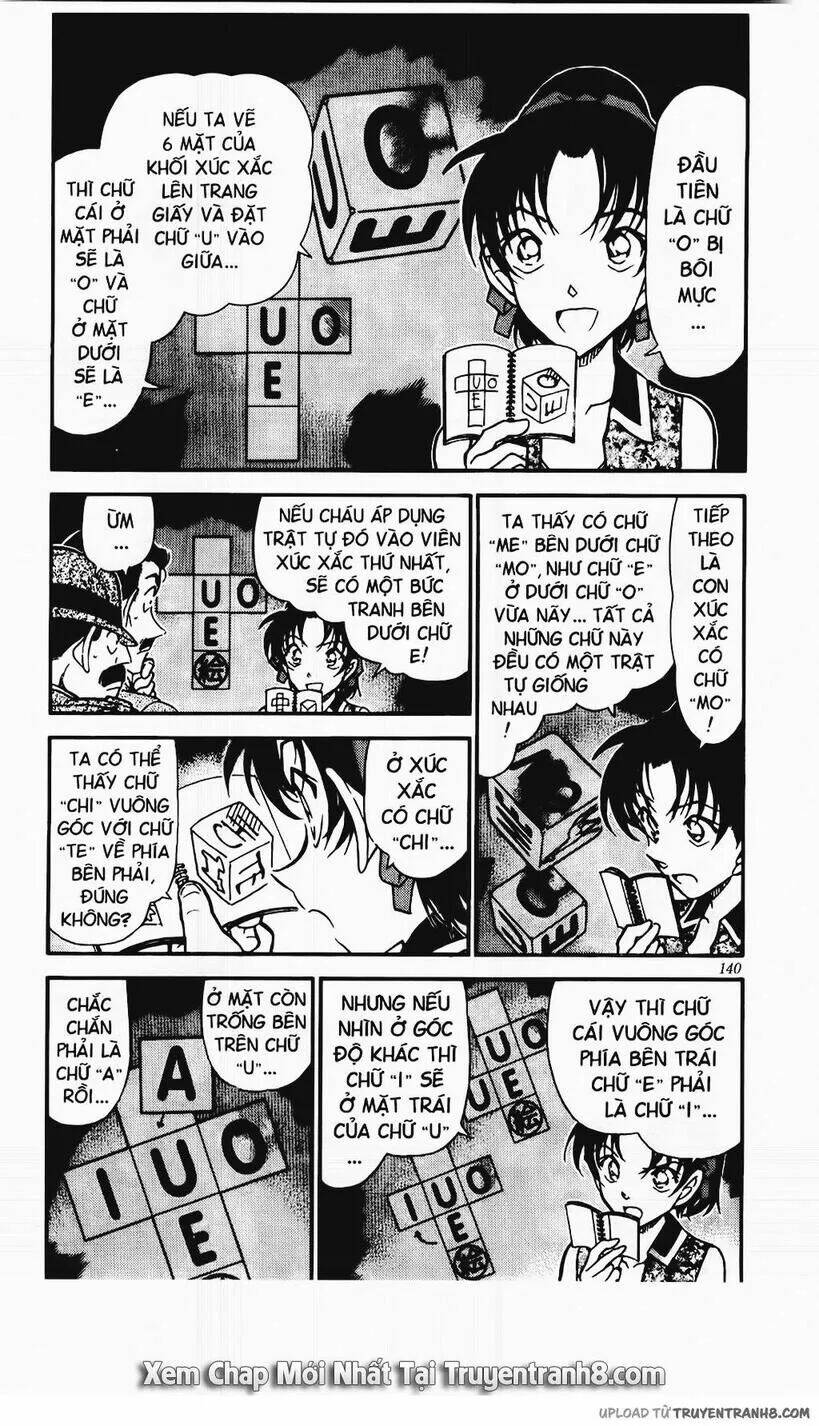 ĐẦU
TIÊN
LÀ CHỮ
"O" BỊ
BÔI
MỰC
...
NẾU TA VẼ
6 MẶT CỦA
KHỐI XÚC XẮC
LÊN TRANG
GIẤY VÀ ĐẶT
CHỮ "U" VÀO
GIỮA...
THÌ CHỮ
CÁI Ở
MẶT PHẢI
SẼ LÀ
"O" VÀ
CHỮ
Ở MẶT
DƯỚI
SẼ LÀ
"E"...
U O
E
U O
E
U O
E
O
E
TIẾP
THEO
LÀ
CON
XÚC
XẮC
CÓ
CHỮ
"MO"
!
TA THẤY CÓ CHỮ
"ME" BÊN DƯỚI CHỮ
"MO", NHƯ CHỮ "E"
Ở DƯỚI CHỮ "O"
VỪA NÃY... TẤT CẢ
NHỮNG CHỮ NÀY
ĐỀU CÓ MỘT TRẬT
TỰ GIỐNG
NHAU
!
NẾU CHÁU ÁP DỤNG
TRẬT TỰ ĐÓ VÀO VIÊN
XÚC XẮC THỨ NHẤT,
SẼ CÓ MỘT BỨC
TRANH BÊN
DƯỚI CHỮ
E!
ỪM
...
U O
E
絵
Ở XÚC
XẮC
CÓ CHỮ
"CHI"...
TA CÓ THỂ
THẤY CHỮ
"CHI" VUÔNG
GÓC VỚI CHỮ
"TE" VỀ PHÍA
BÊN PHẢI,
ĐÚNG
KHÔNG?
140
VẬY THÌ CHỮ
CÁI VUÔNG GÓC
PHÍA BÊN TRÁI
CHỮ "E" PHẢI
LÀ CHỮ "I"...
NHƯNG NẾU
NHÌN Ở GÓC
ĐỘ KHÁC THÌ
CHỮ "I" SẼ
Ở MẶT TRÁI
CỦA CHỮ "U"
...
U O
E
絵
I U O
E
絵
Ở MẶT CÒN
TRỐNG BÊN
TRÊN CHỮ
"U"...
CHẮC
CHẮN
PHẢI LÀ
CHỮ "A"
RỒI...
A
I U O
E
Xem Chap Mới Nhất Tại Truyentranh8.com
UPLOAD TỪ TRUYENTRANH8.COM